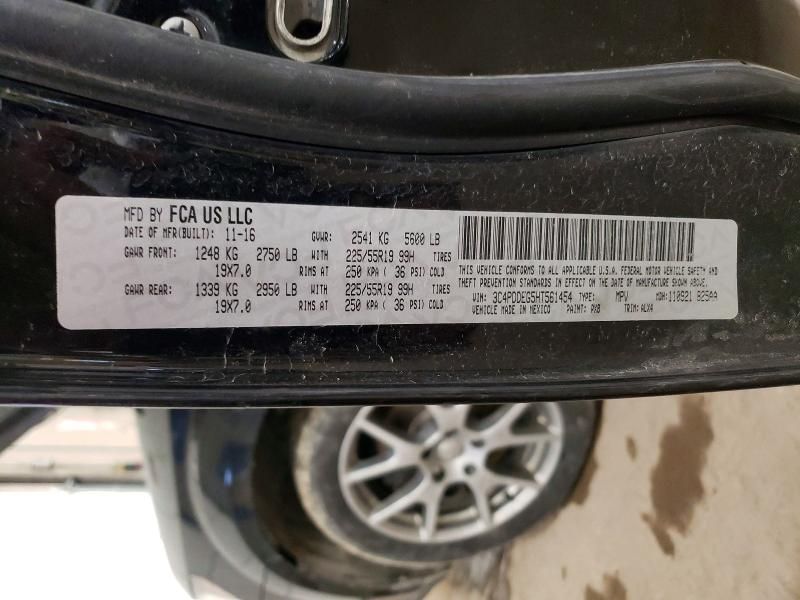 MFD BY FCA US LLC
DATE OF MFR(BUILT): 11-16 GVWR: 2541 KG 5600 LB
GAWR FRONT: 1248 KG 2750 LB WITH 225/55R19 99H TIRES
19X7.0 RIMS AT 250 KPA ( 36 PSI) COLD
GAWR REAR: 1339 KG 2950 LB WITH 225/55R19 99H TIRES
19X7.0 RIMS AT 250 KPA ( 36 PSI) COLD
THIS VEHICLE CONFORMS TO ALL APPLICABLE U.S.A. FEDERAL MOTOR VEHICLE SAFETY AND
THEFT PREVENTION STANDARDS IN EFFECT ON THE DATE OF MANUFACTURE SHOWN ABOVE.
VIN: 3C4PDDEG5HT561454 TYPE: MPV MDH: 110921 829AA
VEHICLE MADE IN MEXICO PAINT: PX8 TRIM: ALXA